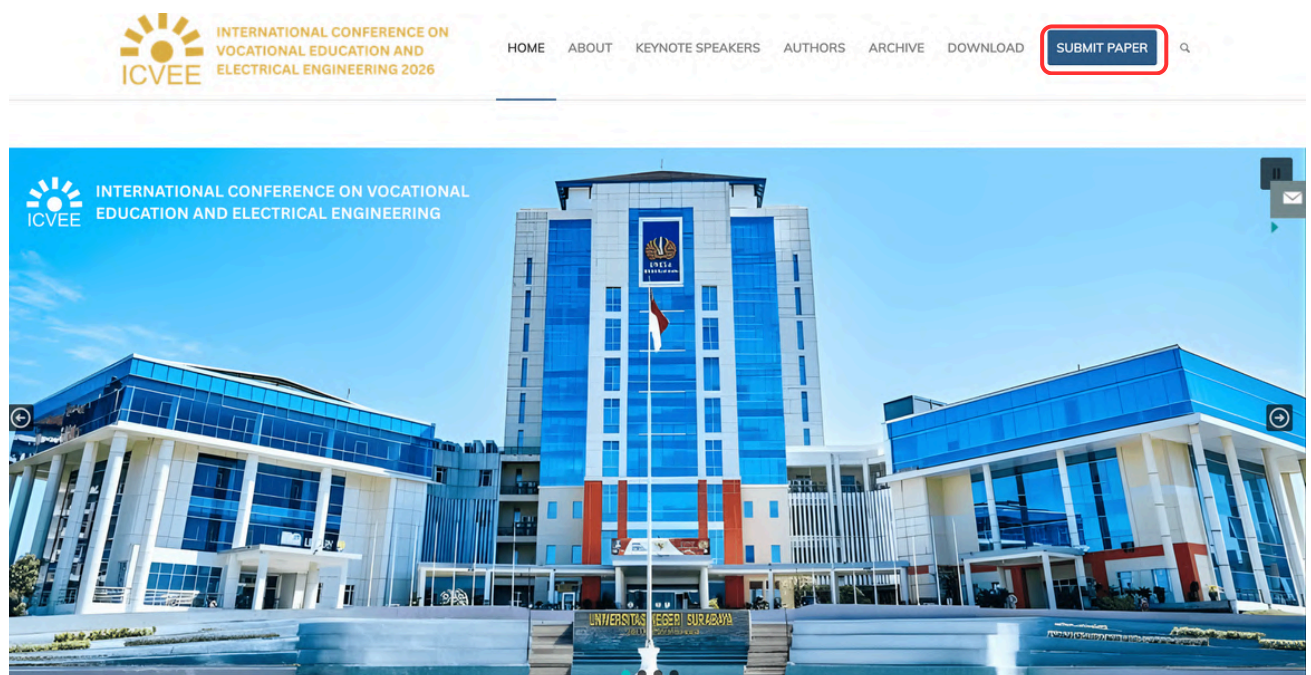 INTERNATIONAL CONFERENCE ON
VOCATIONAL EDUCATION AND
ELECTRICAL ENGINEERING 2026
ICVEE
HOME ABOUT KEYNOTE SPEAKERS AUTHORS ARCHIVE DOWNLOAD SUBMIT PAPER
INTERNATIONAL CONFERENCE ON VOCATIONAL
EDUCATION AND ELECTRICAL ENGINEERING
ICVEE
UNESA
UNIVERSITAS NEGERI SURABAYA